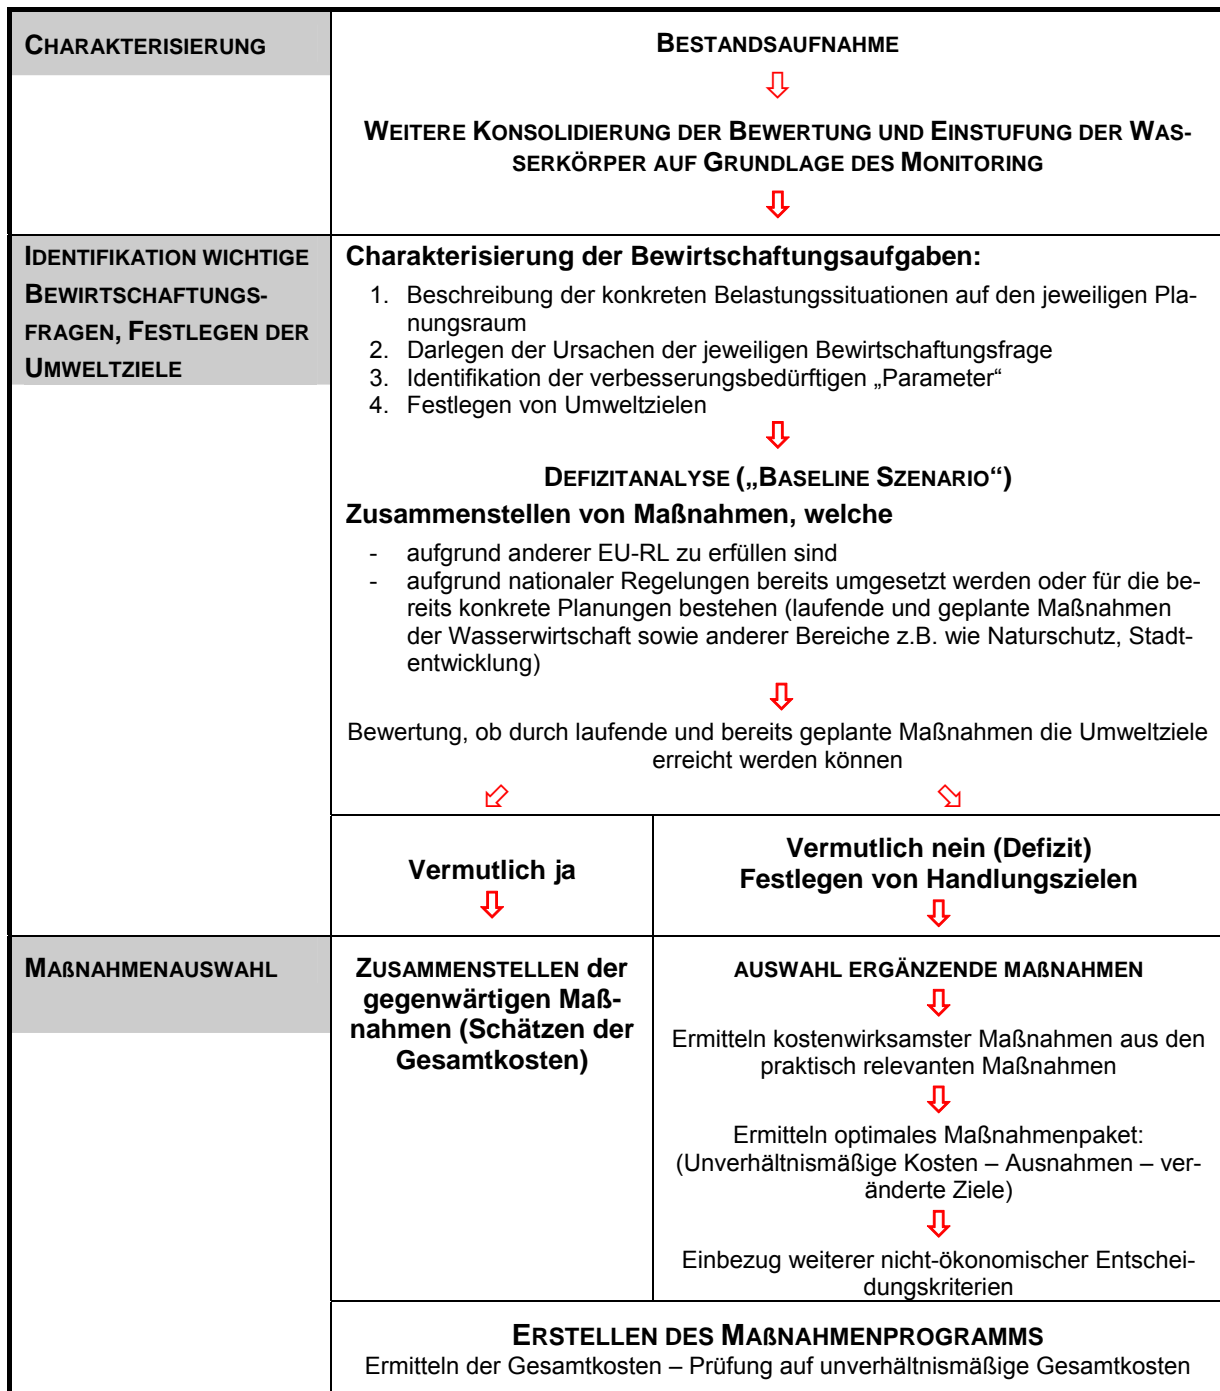 CHARAKTERISIERUNG
BESTANDSAUFNAHME
WEITERE KONSOLIDIERUNG DER BEWERTUNG UND EINSTUFUNG DER WAS-
SERKÖRPER AUF GRUNDLAGE DES MONITORING
IDENTIFIKATION WICHTIGE
BEWIRTSCHAFTUNGS-
FRAGEN, FESTLEGEN DER
UMWELTZIELE
Charakterisierung der Bewirtschaftungsaufgaben:
1. Beschreibung der konkreten Belastungssituationen auf den jeweiligen Pla-
nungsraum
2. Darlegen der Ursachen der jeweiligen Bewirtschaftungsfrage
3. Identifikation der verbesserungsbedürftigen „Parameter“
4. Festlegen von Umweltzielen
DEFIZITANALYSE („BASELINE SZENARIO“)
Zusammenstellen von Maßnahmen, welche
- aufgrund anderer EU-RL zu erfüllen sind
- aufgrund nationaler Regelungen bereits umgesetzt werden oder für die be-
reits konkrete Planungen bestehen (laufende und geplante Maßnahmen
der Wasserwirtschaft sowie anderer Bereiche z.B. wie Naturschutz, Stadt-
entwicklung)
Bewertung, ob durch laufende und bereits geplante Maßnahmen die Umweltziele
erreicht werden können
Vermutlich ja
Vermutlich nein (Defizit)
Festlegen von Handlungszielen
MAßNAHMENAUSWAHL
ZUSAMMENSTELLEN der
gegenwärtigen Maß-
nahmen (Schätzen der
Gesamtkosten)
AUSWAHL ERGÄNZENDE MAßNAHMEN
Ermitteln kostenwirksamster Maßnahmen aus den
praktisch relevanten Maßnahmen
Ermitteln optimales Maßnahmenpaket:
(Unverhältnismäßige Kosten – Ausnahmen – ver-
änderte Ziele)
Einbezug weiterer nicht-ökonomischer Entschei-
dungskriterien
ERSTELLEN DES MAßNAHMENPROGRAMMS
Ermitteln der Gesamtkosten – Prüfung auf unverhältnismäßige Gesamtkosten